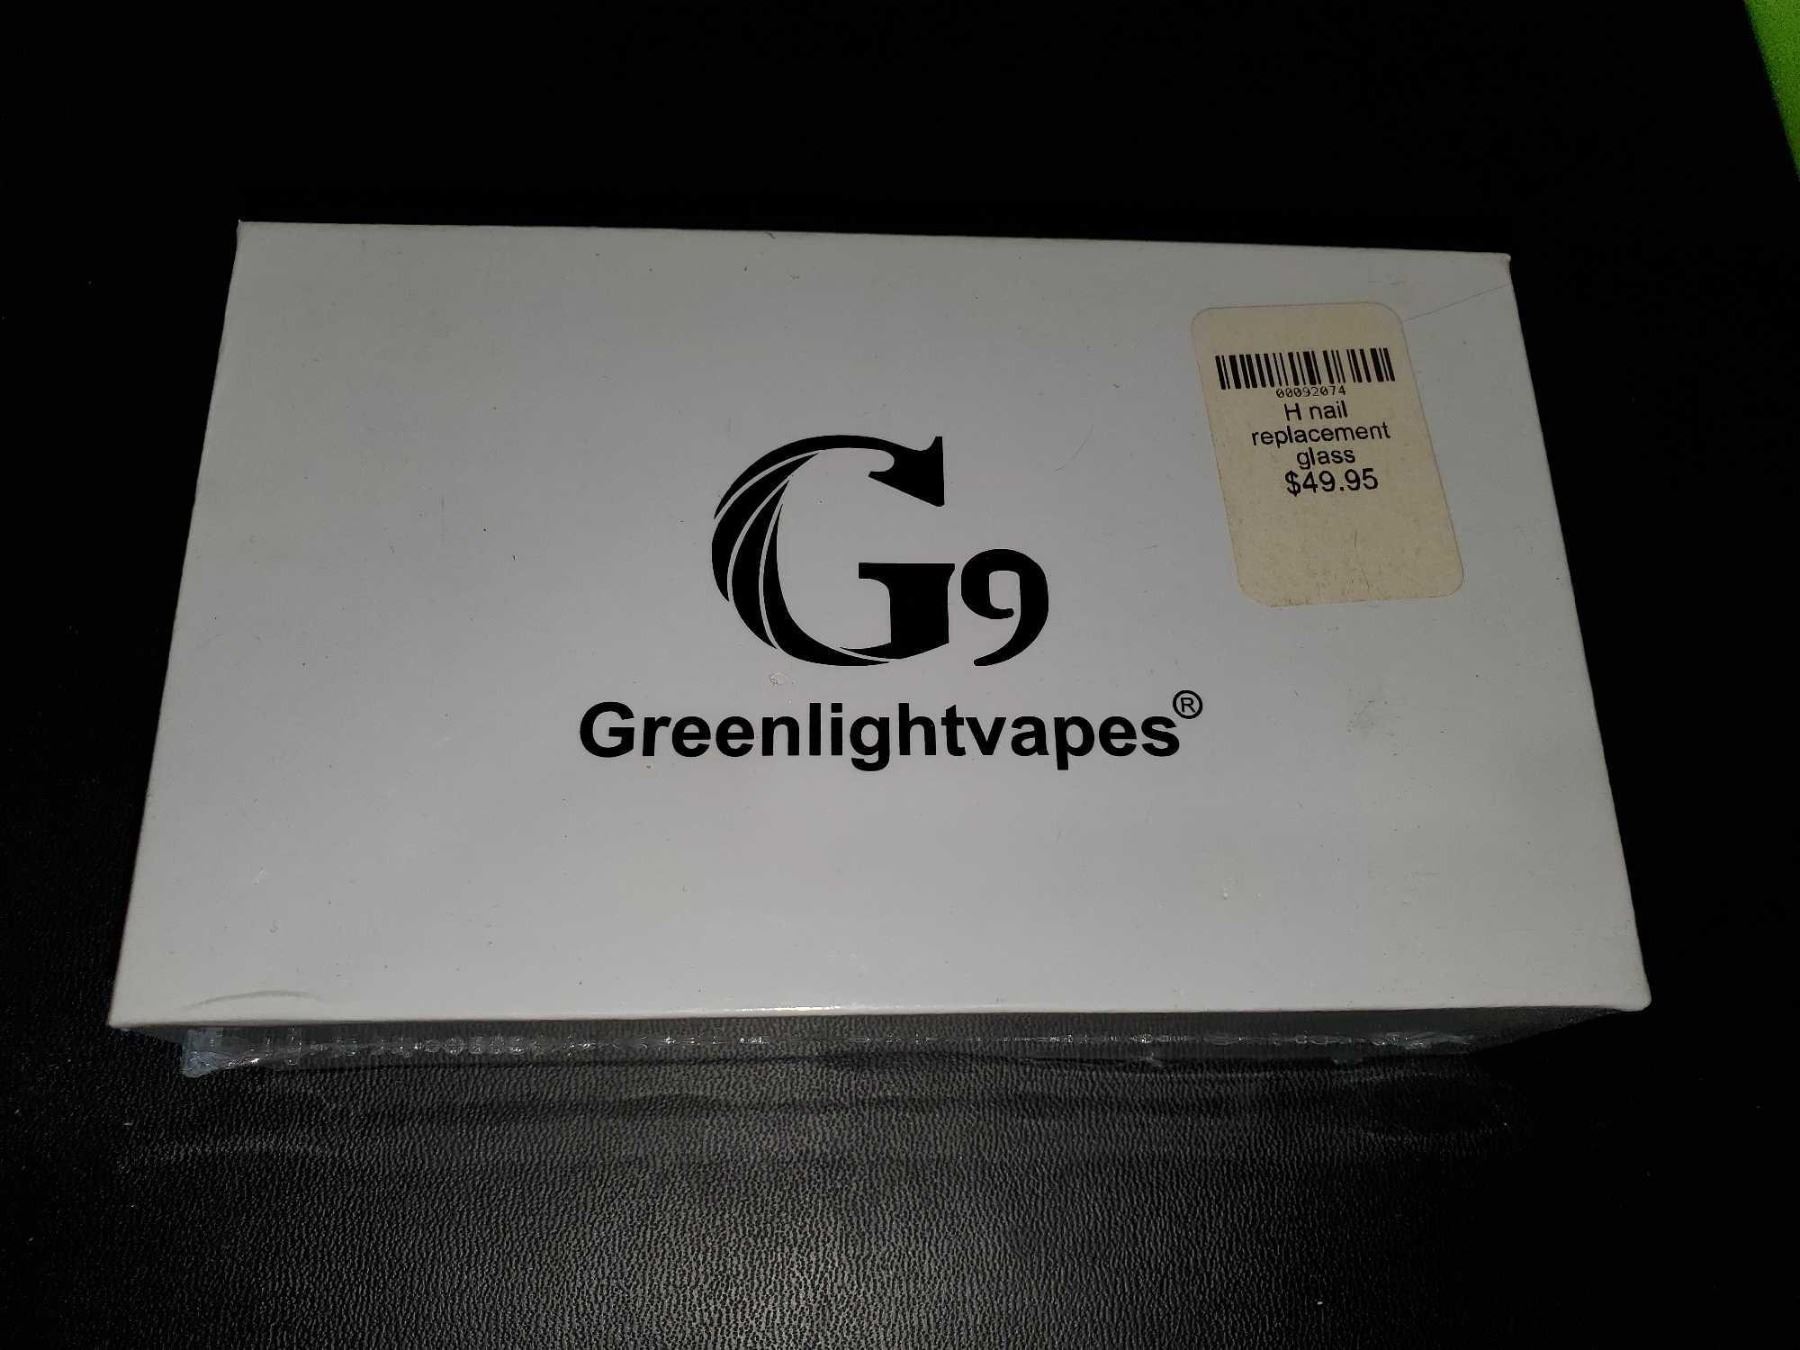 00092074
H nail
replacement
glass
$49.95
G9
Greenlightvapes®